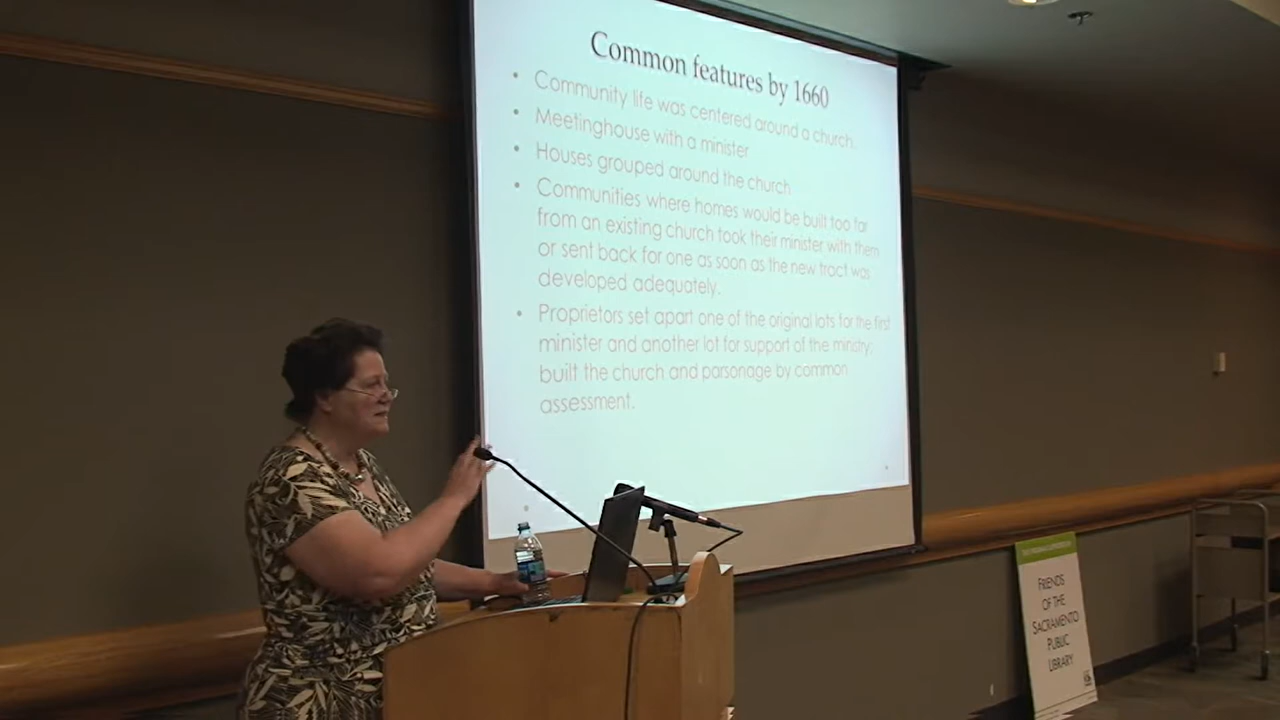 Common features by 1660
• Community life was centered around a church.
• Meetinghouse with a minister
• Houses grouped around the church
• Communities where homes would be built too far
from an existing church took their minister with them
or sent back for one as soon as the new tract was
developed adequately.
• Proprietors set apart one of the original lots for the first
minister and another lot for support of the ministry;
built the church and parsonage by common
assessment.
FRIENDS
OF THE
SACRAMENTO
PUBLIC
LIBRARY